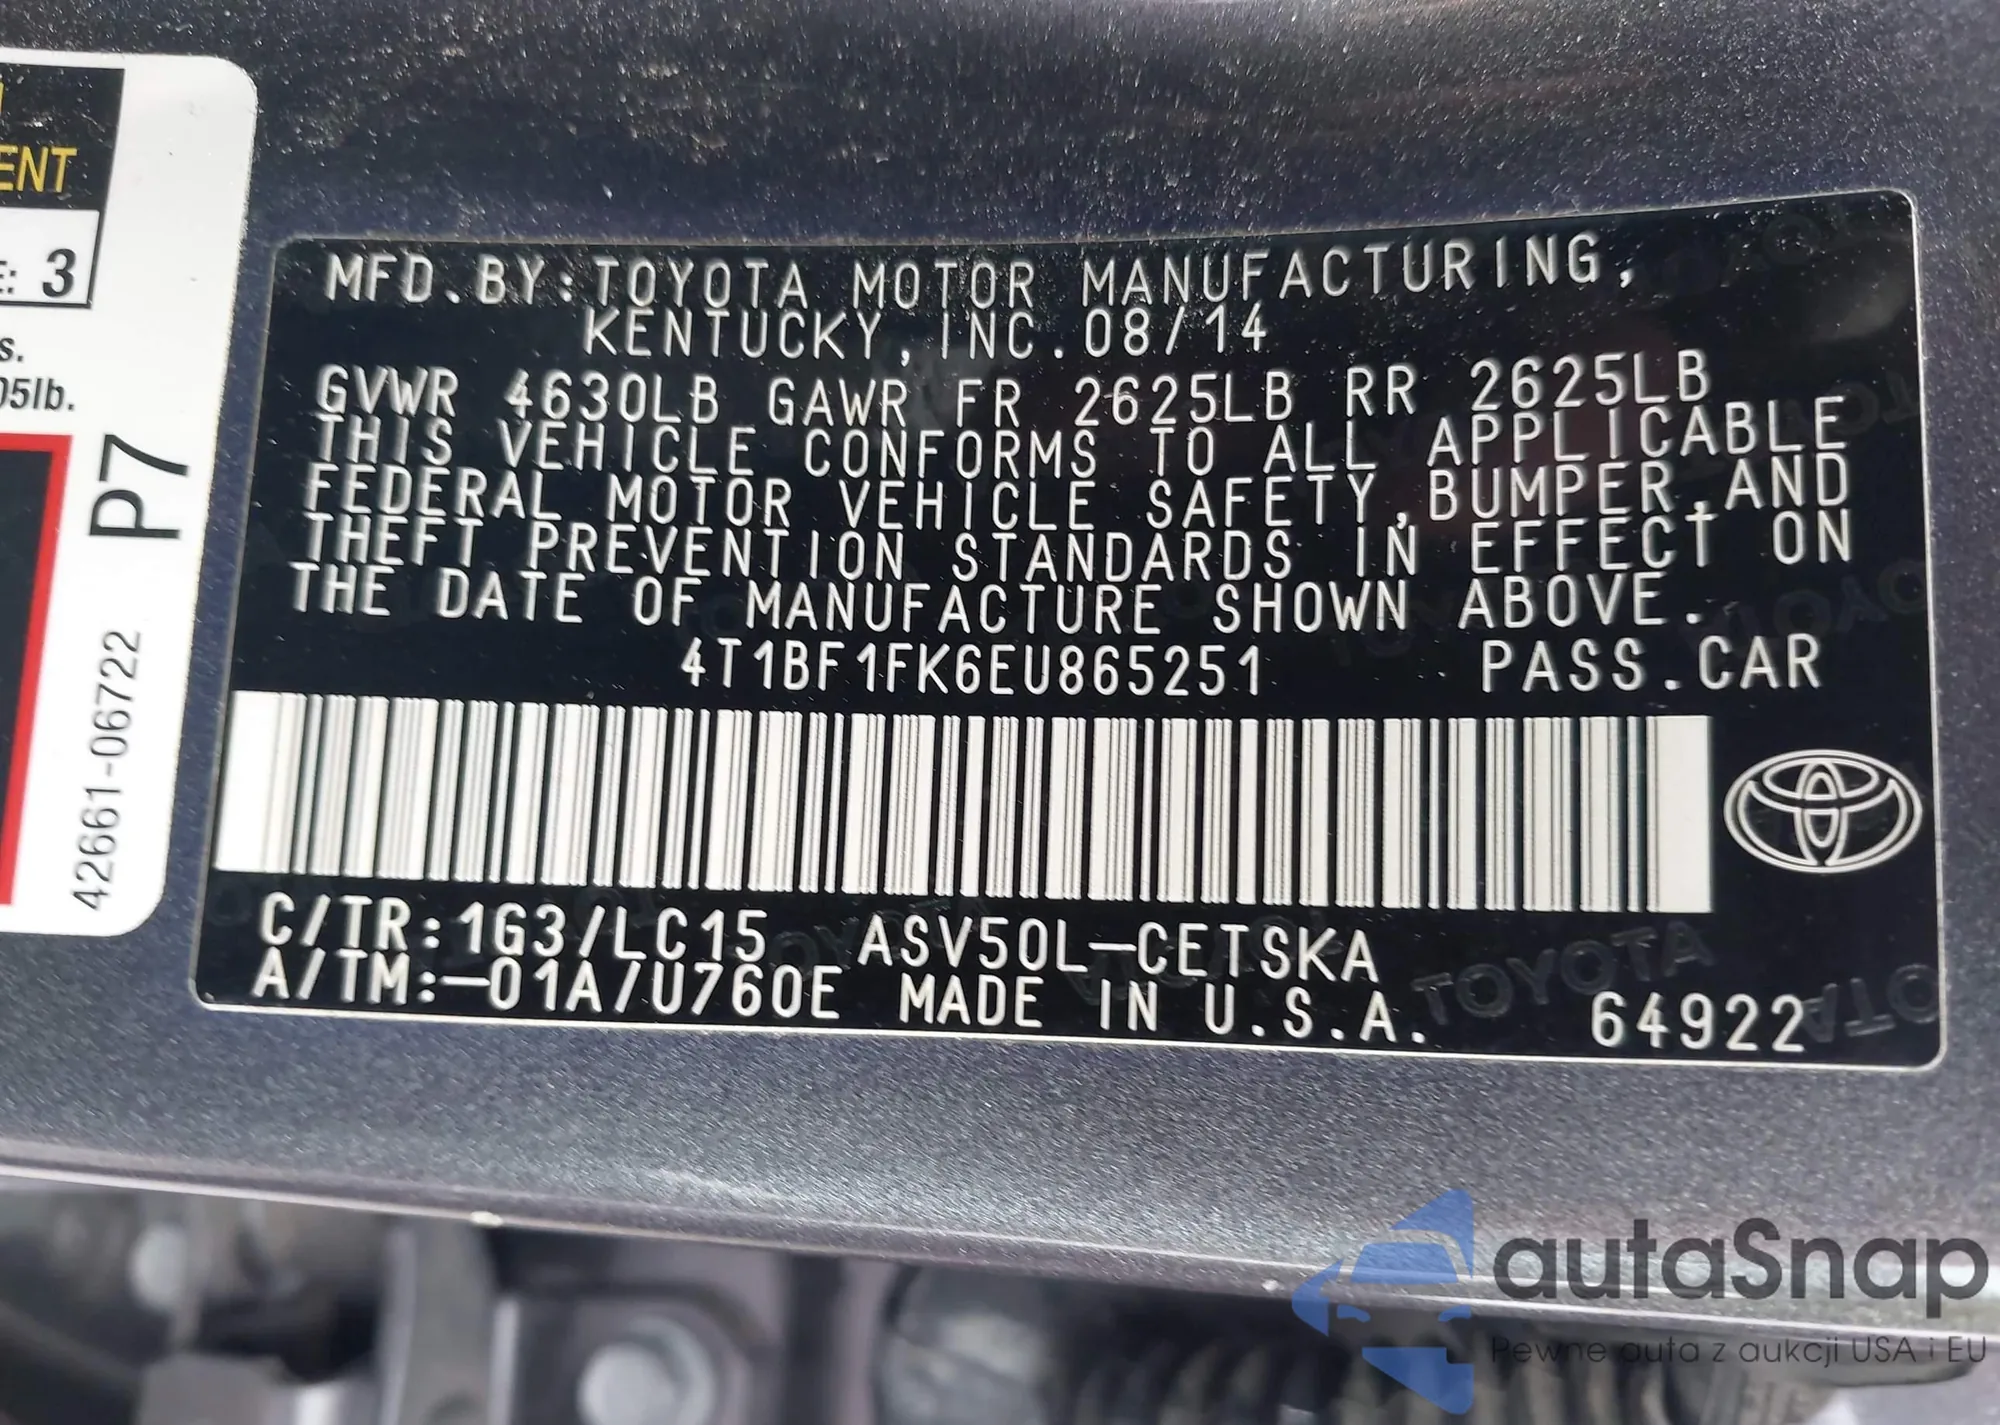 ENT
E: 3
s.
05lb.
P7
42661-06722
MFD. BY: TOYOTA MOTOR MANUFACTURING,
KENTUCKY, INC. 08/14
GVWR 4630LB GAWR FR 2625LB RR 2625LB
THIS VEHICLE CONFORMS TO ALL APPLICABLE
FEDERAL MOTOR VEHICLE SAFETY, BUMPER, AND
THEFT PREVENTION STANDARDS IN EFFECT ON
THE DATE OF MANUFACTURE SHOWN ABOVE.
4T1BF1FK6EU865251 PASS. CAR
C/TR: 1G3/LC15 ASV50L-CETSKA
A/TM: -01A/U760E MADE IN U.S.A. 64922
TOYOTA
autaSnap
Pewne auta z aukcji USA i EU